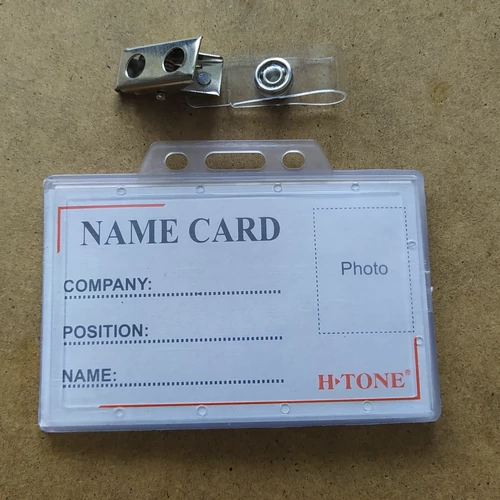 NAME CARD
COMPANY:
Photo
POSITION:
NAME:
H▸TONE®